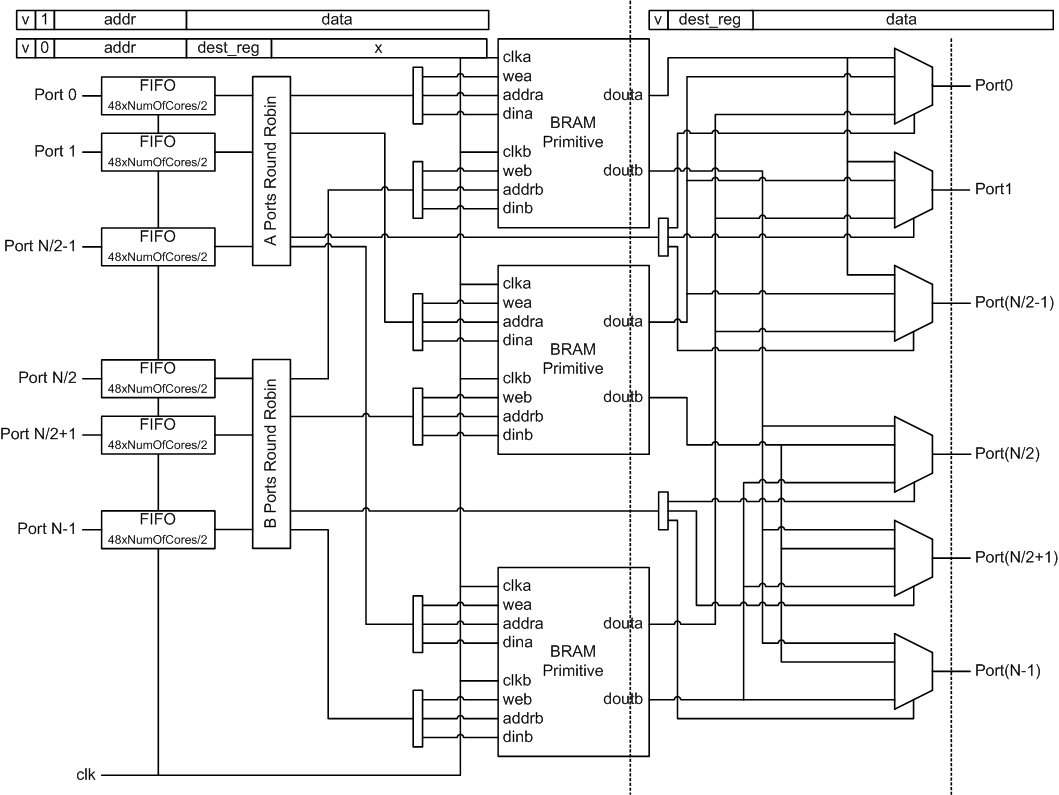 v 1 addr data
v 0 addr dest_reg x
v dest_reg data
Port 0
FIFO
48xNumOfCores/2
Port 1
FIFO
48xNumOfCores/2
Port N/2-1
FIFO
48xNumOfCores/2
A Ports Round Robin
Port N/2
FIFO
48xNumOfCores/2
Port N/2+1
FIFO
48xNumOfCores/2
Port N-1
FIFO
48xNumOfCores/2
B Ports Round Robin
clk
clka
wea
addra
dina
clkb
web
addrb
dinb
BRAM
Primitive
douta
doutb
clka
wea
addra
dina
clkb
web
addrb
dinb
BRAM
Primitive
douta
doutb
clka
wea
addra
dina
clkb
web
addrb
dinb
BRAM
Primitive
douta
doutb
Port0
Port1
Port(N/2-1)
Port(N/2)
Port(N/2+1)
Port(N-1)